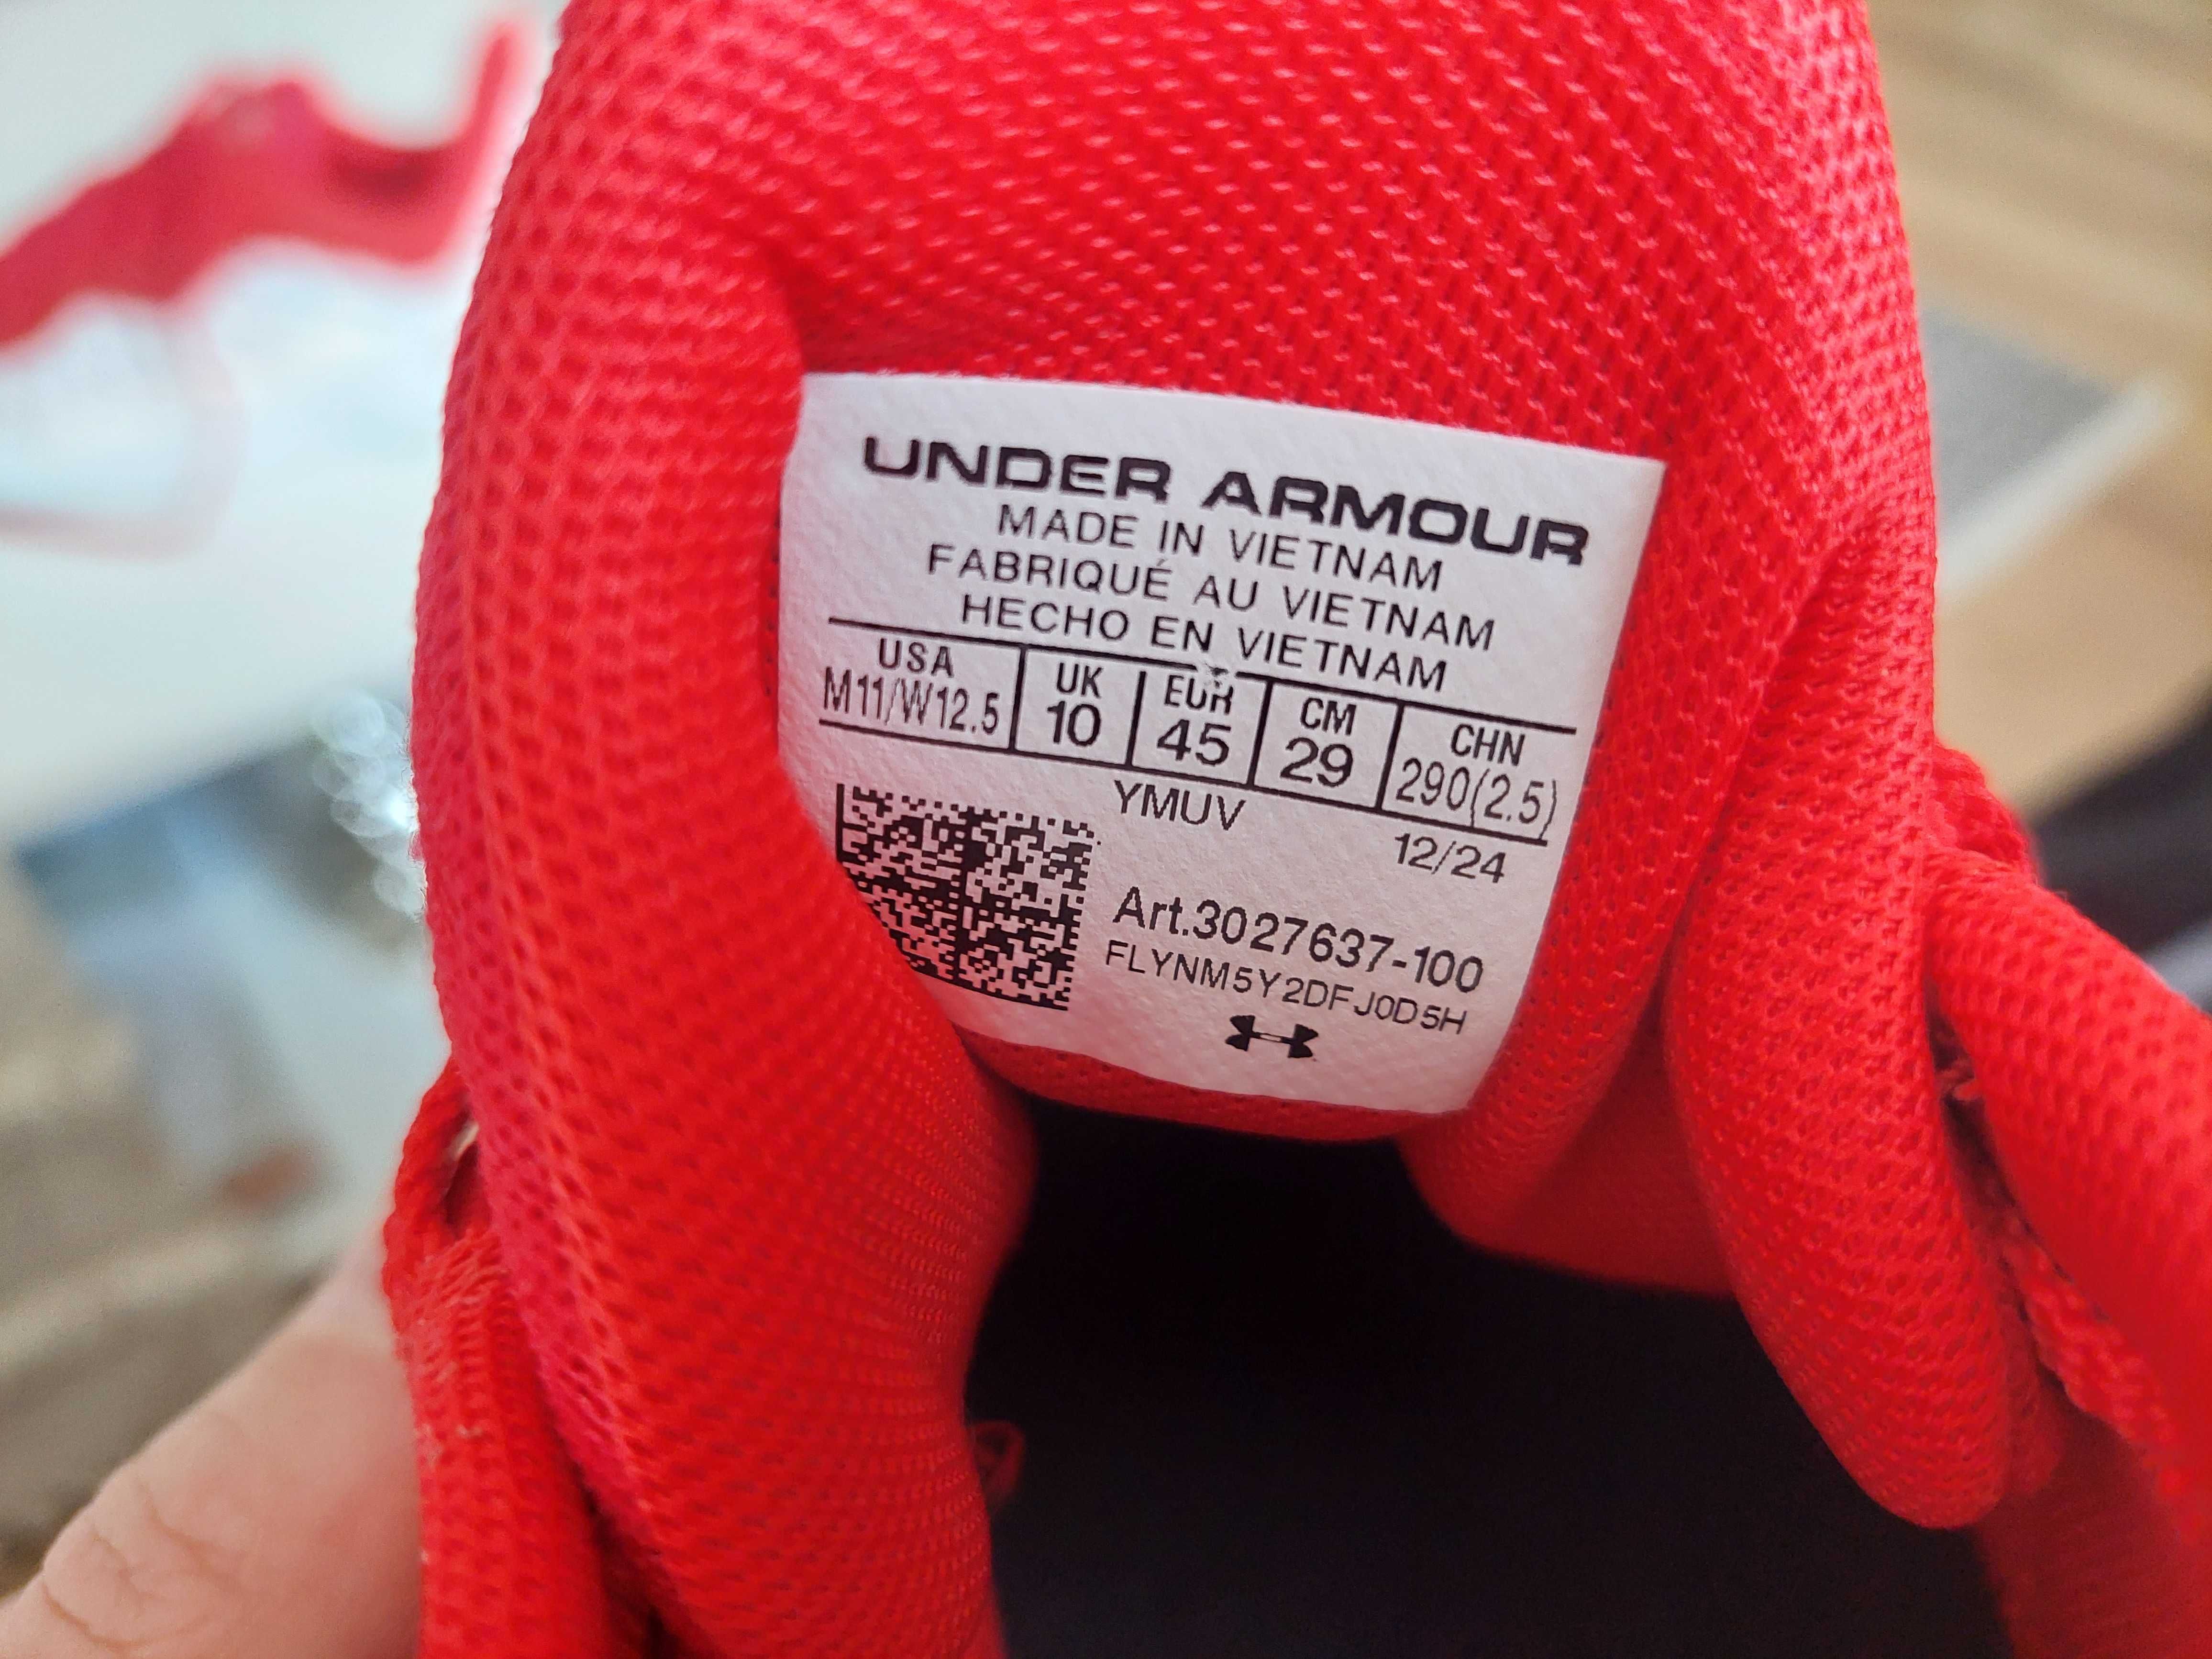 UNDER ARMOUR
MADE IN VIETNAM
FABRIQUÉ AU VIETNAM
HECHO EN VIETNAM
USA UK EUR CM CHN
M11/W12.5 10 45 29 290(2.5)
YMUV
12/24
Art.3027637-100
FLYNM5Y2DFJ0D5H